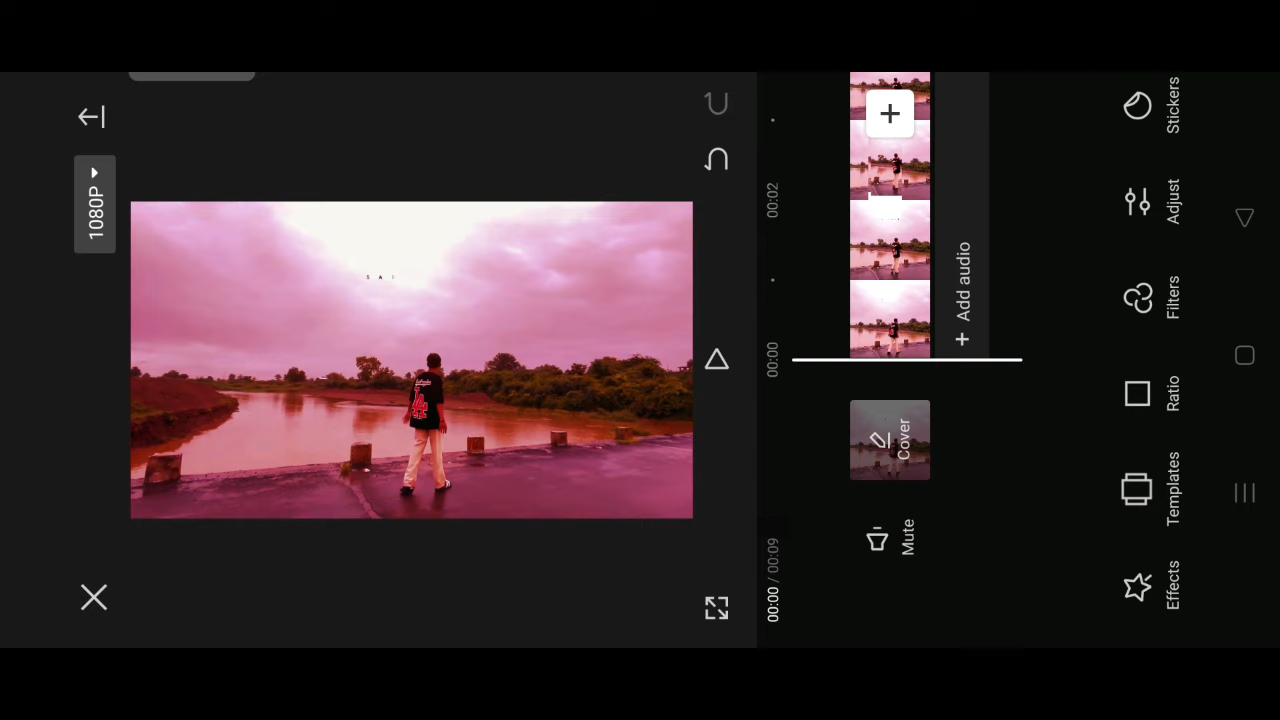 1080P
S A I
00:00 / 00:09
00:00
00:02
Mute
Cover
+ Add audio
Effects
Templates
Ratio
Filters
Adjust
Stickers